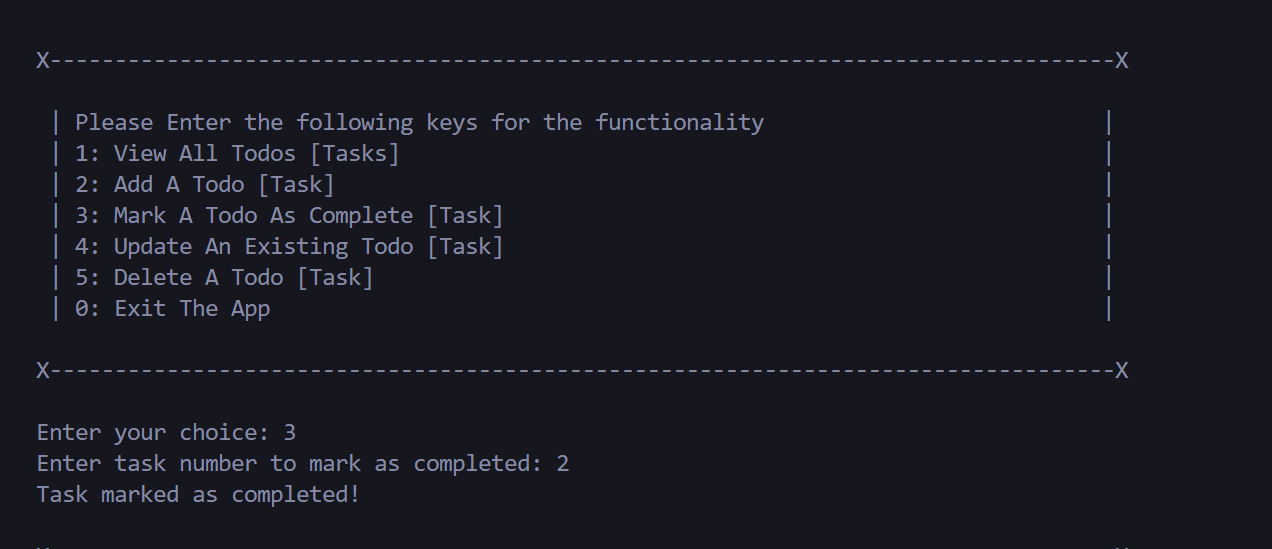 X----------------------------------------------------------------------------------X
| Please Enter the following keys for the functionality |
| 1: View All Todos [Tasks] |
| 2: Add A Todo [Task] |
| 3: Mark A Todo As Complete [Task] |
| 4: Update An Existing Todo [Task] |
| 5: Delete A Todo [Task] |
| 0: Exit The App |
X----------------------------------------------------------------------------------X
Enter your choice: 3
Enter task number to mark as completed: 2
Task marked as completed!